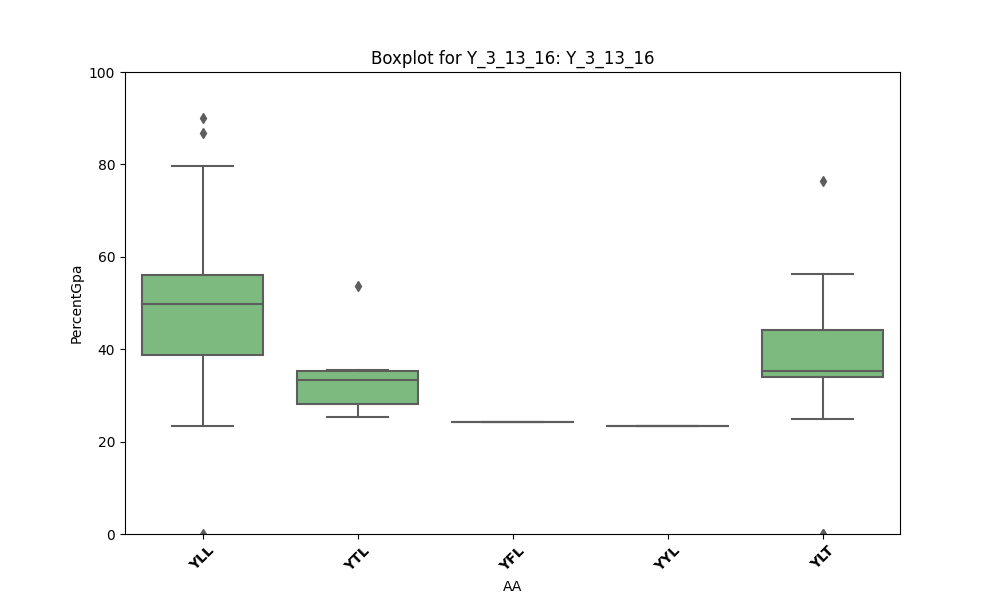 Boxplot for Y_3_13_16: Y_3_13_16
100
80
60
40
20
0
PercentGpa
YLL
YTL
YFL
YYL
YLT
AA